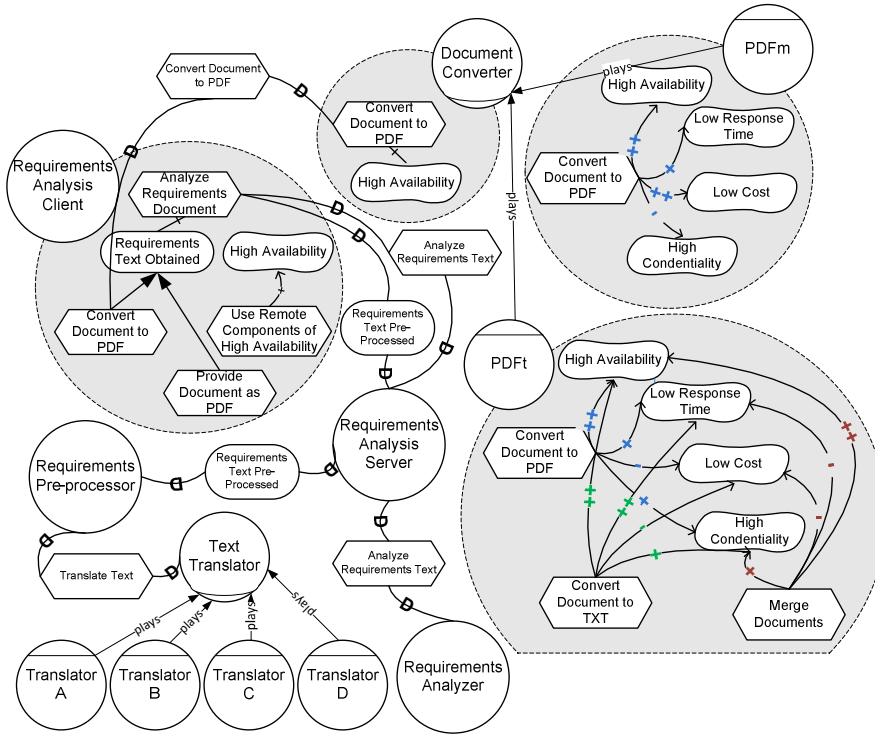 Document
Converter
PDFm
plays
High Availability
Low Response
Time
Convert
Document to
PDF
Low Cost
High
Condentiality
Convert Document
to PDF
Convert
Document to
PDF
High Availability
Requirements
Analysis
Client
Analyze
Requirements
Document
Requirements
Text Obtained
High Availability
Convert
Document to
PDF
Use Remote
Components of
High Availability
Provide
Document as
PDF
Analyze
Requirements Text
Requirements
Text Pre-
Processed
plays
PDFt
High Availability
Low Response
Time
Convert
Document to
PDF
Low Cost
High
Condentiality
Convert
Document to
TXT
Merge
Documents
Requirements
Analysis
Server
Requirements
Pre-processor
Requirements
Text Pre-
Processed
Translate Text
Text
Translator
Analyze
Requirements Text
Requirements
Analyzer
plays
plays
plays
plays
Translator
A
Translator
B
Translator
C
Translator
D